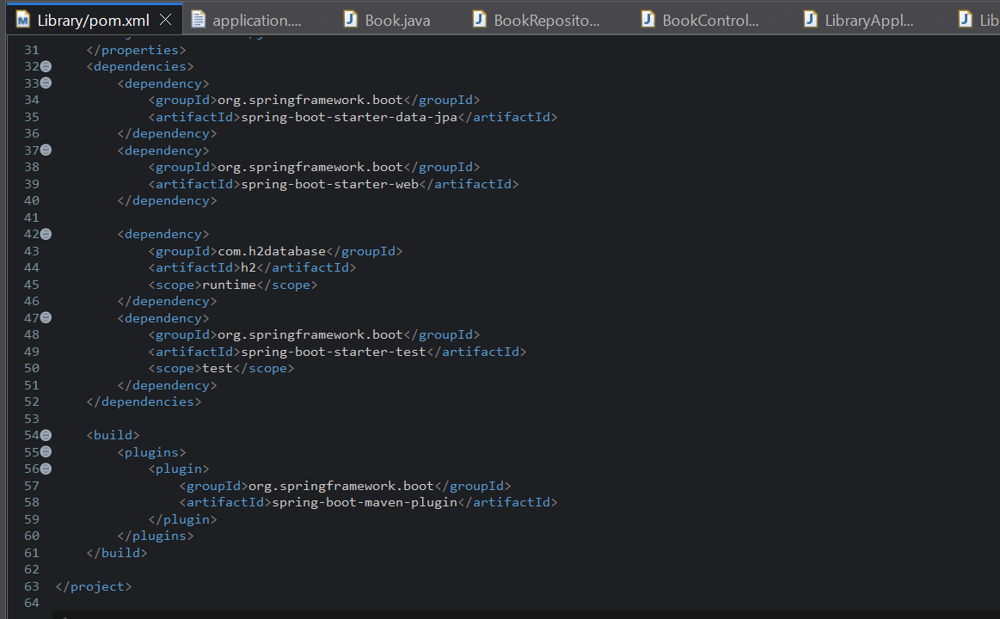 Library/pom.xml
application....
Book.java
BookReposito...
BookControl...
LibraryAppl...
Lib
31 </properties>
32 <dependencies>
33 <dependency>
34 <groupId>org.springframework.boot</groupId>
35 <artifactId>spring-boot-starter-data-jpa</artifactId>
36 </dependency>
37 <dependency>
38 <groupId>org.springframework.boot</groupId>
39 <artifactId>spring-boot-starter-web</artifactId>
40 </dependency>
41
42 <dependency>
43 <groupId>com.h2database</groupId>
44 <artifactId>h2</artifactId>
45 <scope>runtime</scope>
46 </dependency>
47 <dependency>
48 <groupId>org.springframework.boot</groupId>
49 <artifactId>spring-boot-starter-test</artifactId>
50 <scope>test</scope>
51 </dependency>
52 </dependencies>
53
54 <build>
55 <plugins>
56 <plugin>
57 <groupId>org.springframework.boot</groupId>
58 <artifactId>spring-boot-maven-plugin</artifactId>
59 </plugin>
60 </plugins>
61 </build>
62
63 </project>
64